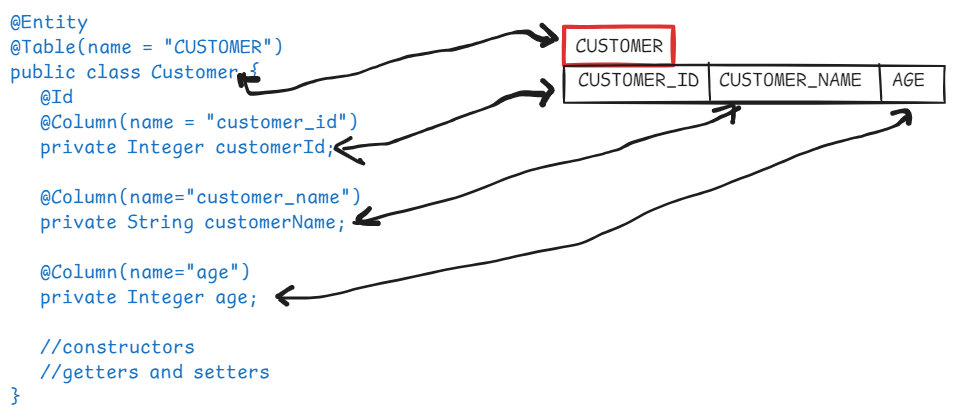 @Entity
@Table(name = "CUSTOMER")
public class Customer {
@Id
@Column(name = "customer_id")
private Integer customerId;
@Column(name="customer_name")
private String customerName;
@Column(name="age")
private Integer age;
//constructors
//getters and setters
}
CUSTOMER
CUSTOMER_ID CUSTOMER_NAME AGE